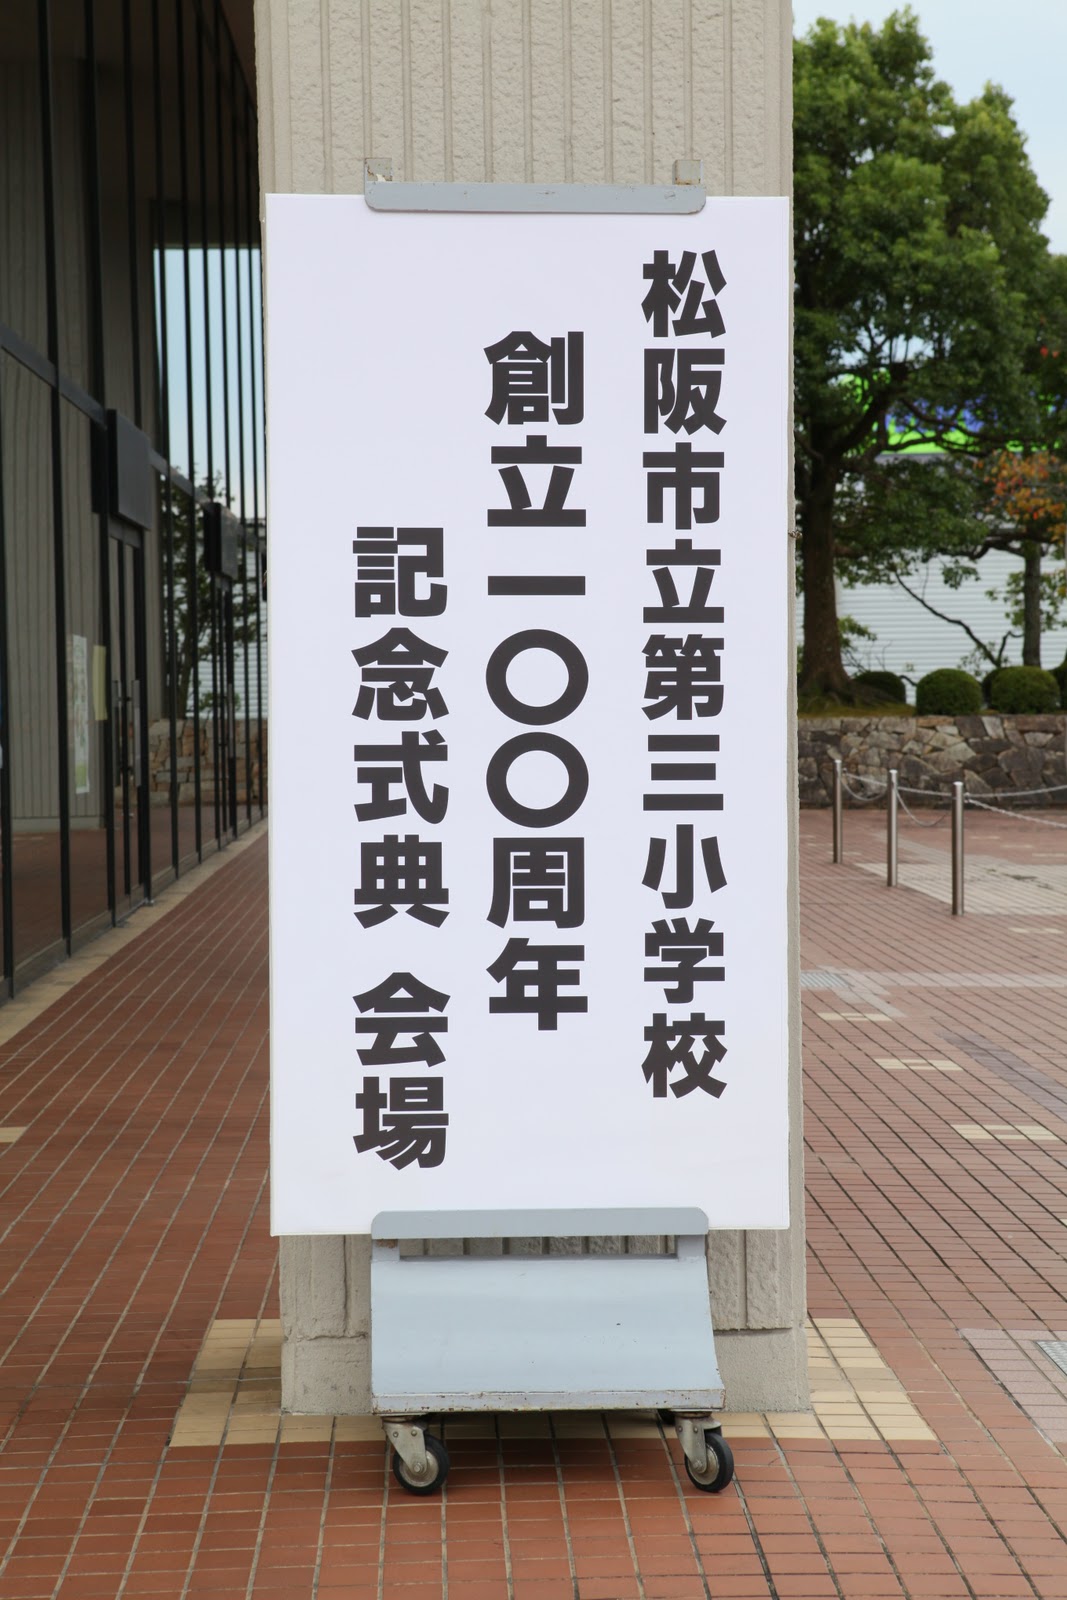 松阪市立第三小学校
創立一〇〇周年
記念式典 会場